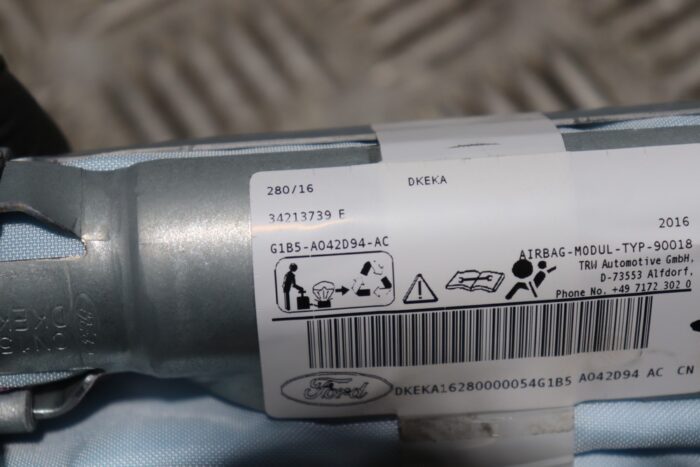 280/16
DKEKA
34213739 E
2016
G1B5-A042D94-AC
AIRBAG-MODUL-TYP-90018
TRW Automotive GmbH,
D-73553 Alfdorf.
Phone No. +49 7172 302 0
Ford
DKEKA16280000054G1B5 A042D94 AC CN